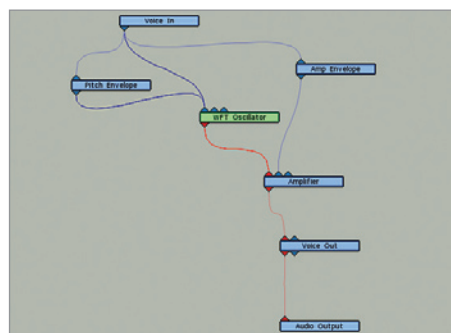 Voice In
Amp Envelope
Pitch Envelope
WFT Oscillator
Amplifier
Voice Out
Audio Output